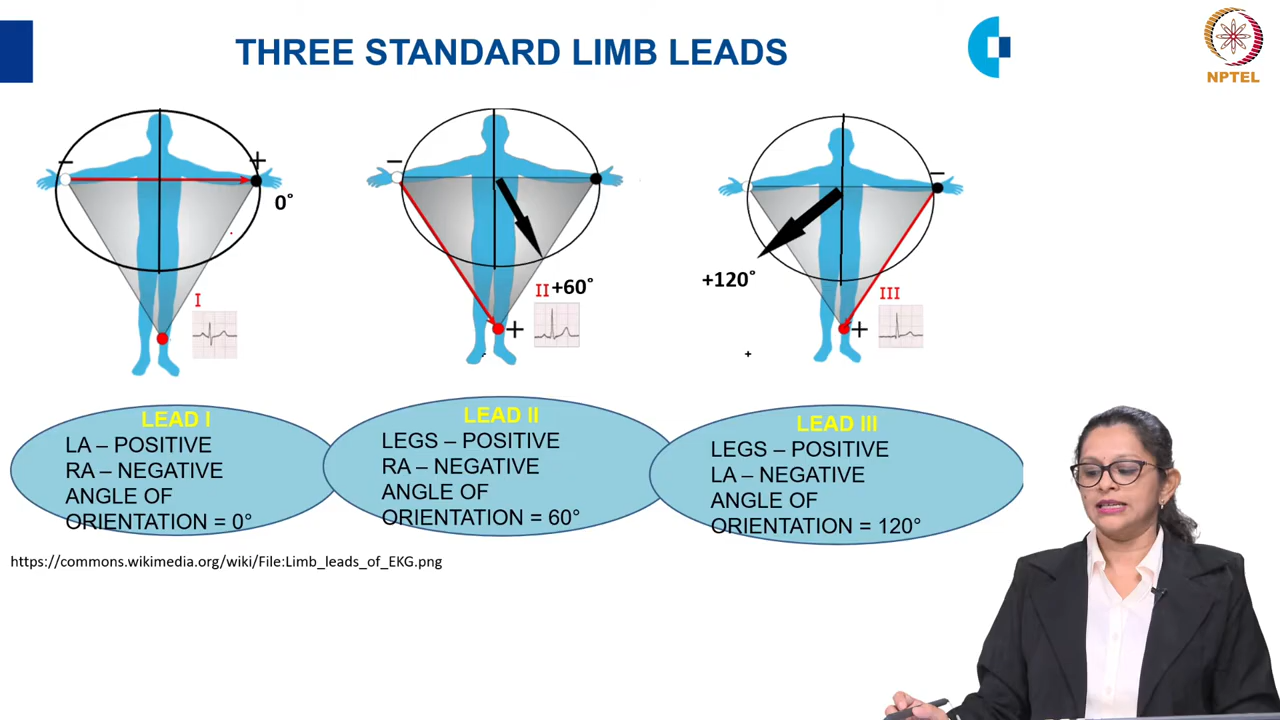 THREE STANDARD LIMB LEADS
NPTEL
–
+
0°
I
–
II +60°
+
–
+120°
III
+
+
LEAD I
LA – POSITIVE
RA – NEGATIVE
ANGLE OF
ORIENTATION = 0°
LEAD II
LEGS – POSITIVE
RA – NEGATIVE
ANGLE OF
ORIENTATION = 60°
LEAD III
LEGS – POSITIVE
LA – NEGATIVE
ANGLE OF
ORIENTATION = 120°
https://commons.wikimedia.org/wiki/File:Limb_leads_of_EKG.png